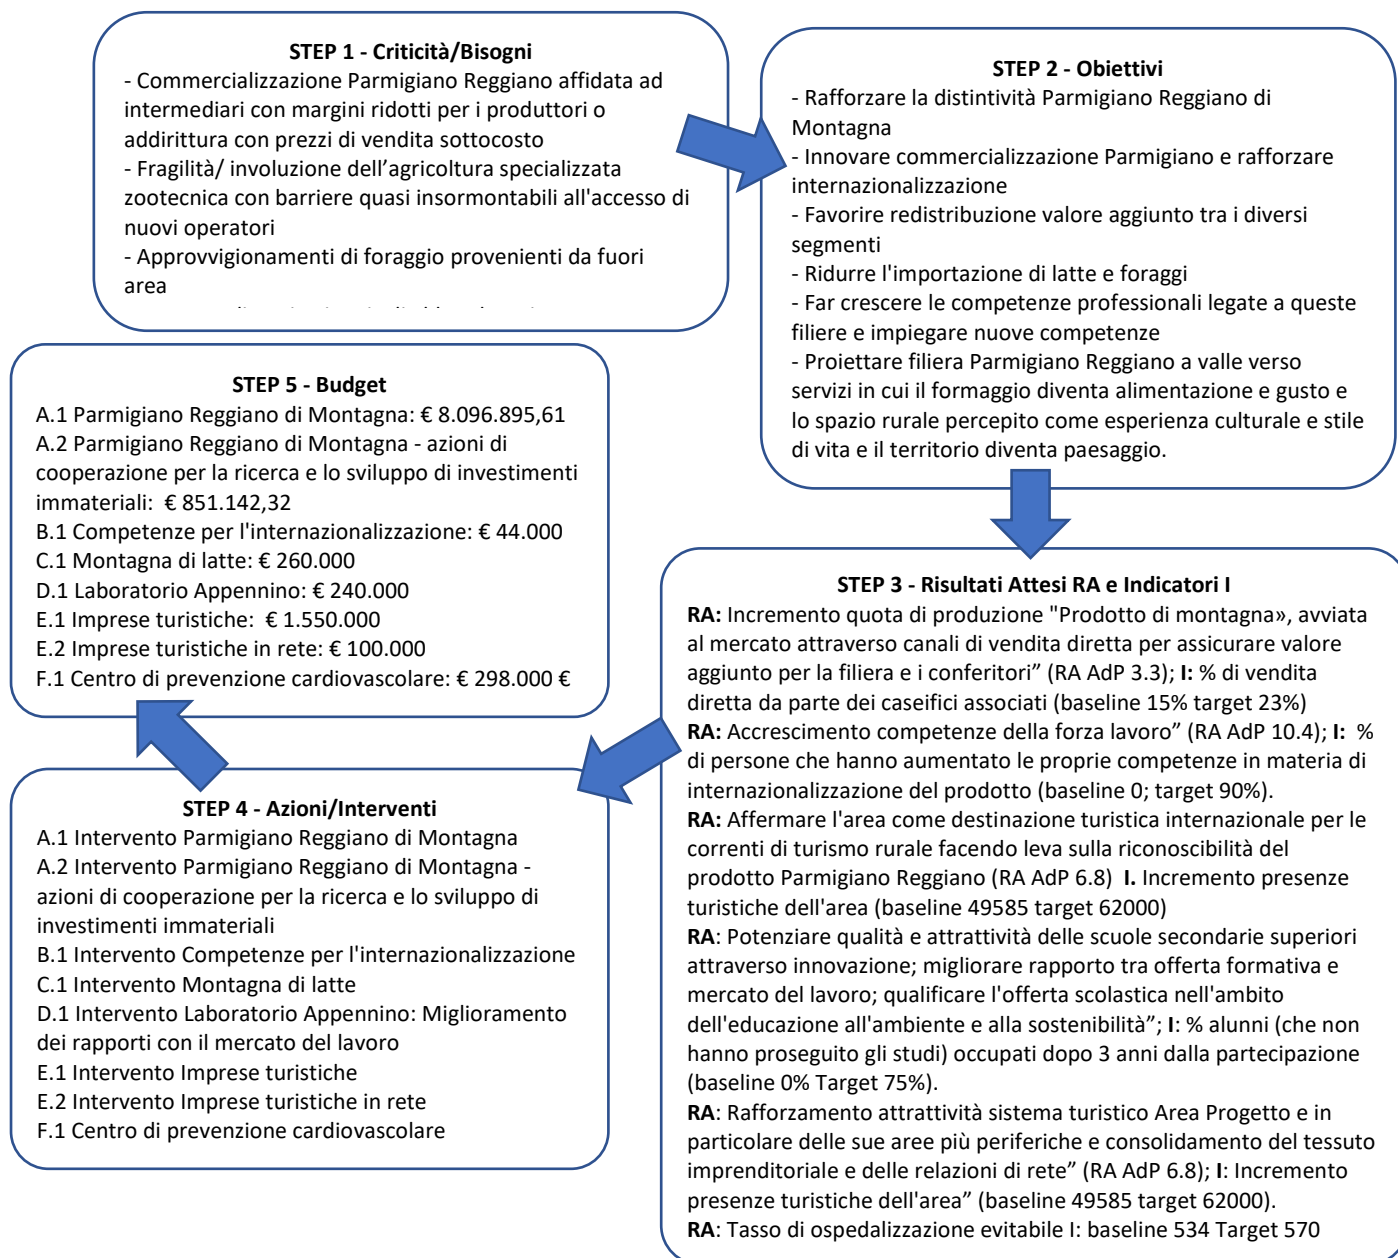 STEP 1 - Criticità/Bisogni
- Commercializzazione Parmigiano Reggiano affidata ad
intermediari con margini ridotti per i produttori o
addirittura con prezzi di vendita sottocosto
- Fragilità/ involuzione dell’agricoltura specializzata
zootecnica con barriere quasi insormontabili all'accesso di
nuovi operatori
- Approvvigionamenti di foraggio provenienti da fuori
area
STEP 2 - Obiettivi
- Rafforzare la distintività Parmigiano Reggiano di
Montagna
- Innovare commercializzazione Parmigiano e rafforzare
internazionalizzazione
- Favorire redistribuzione valore aggiunto tra i diversi
segmenti
- Ridurre l'importazione di latte e foraggi
- Far crescere le competenze professionali legate a queste
filiere e impiegare nuove competenze
- Proiettare filiera Parmigiano Reggiano a valle verso
servizi in cui il formaggio diventa alimentazione e gusto e
lo spazio rurale percepito come esperienza culturale e stile
di vita e il territorio diventa paesaggio.
STEP 3 - Risultati Attesi RA e Indicatori I
RA: Incremento quota di produzione "Prodotto di montagna», avviata
al mercato attraverso canali di vendita diretta per assicurare valore
aggiunto per la filiera e i conferitori” (RA AdP 3.3); I: % di vendita
diretta da parte dei caseifici associati (baseline 15% target 23%)
RA: Accrescimento competenze della forza lavoro” (RA AdP 10.4); I: %
di persone che hanno aumentato le proprie competenze in materia di
internazionalizzazione del prodotto (baseline 0; target 90%).
RA: Affermare l'area come destinazione turistica internazionale per le
correnti di turismo rurale facendo leva sulla riconoscibilità del
prodotto Parmigiano Reggiano (RA AdP 6.8) I. Incremento presenze
turistiche dell'area (baseline 49585 target 62000)
RA: Potenziare qualità e attrattività delle scuole secondarie superiori
attraverso innovazione; migliorare rapporto tra offerta formativa e
mercato del lavoro; qualificare l'offerta scolastica nell'ambito
dell'educazione all'ambiente e alla sostenibilità”; I: % alunni (che non
hanno proseguito gli studi) occupati dopo 3 anni dalla partecipazione
(baseline 0% Target 75%).
RA: Rafforzamento attrattività sistema turistico Area Progetto e in
particolare delle sue aree più periferiche e consolidamento del tessuto
imprenditoriale e delle relazioni di rete” (RA AdP 6.8); I: Incremento
presenze turistiche dell'area” (baseline 49585 target 62000).
RA: Tasso di ospedalizzazione evitabile I: baseline 534 Target 570
STEP 4 - Azioni/Interventi
A.1 Intervento Parmigiano Reggiano di Montagna
A.2 Intervento Parmigiano Reggiano di Montagna -
azioni di cooperazione per la ricerca e lo sviluppo di
investimenti immateriali
B.1 Intervento Competenze per l'internazionalizzazione
C.1 Intervento Montagna di latte
D.1 Intervento Laboratorio Appennino: Miglioramento
dei rapporti con il mercato del lavoro
E.1 Intervento Imprese turistiche
E.2 Intervento Imprese turistiche in rete
F.1 Centro di prevenzione cardiovascolare
STEP 5 - Budget
A.1 Parmigiano Reggiano di Montagna: € 8.096.895,61
A.2 Parmigiano Reggiano di Montagna - azioni di
cooperazione per la ricerca e lo sviluppo di investimenti
immateriali: € 851.142,32
B.1 Competenze per l'internazionalizzazione: € 44.000
C.1 Montagna di latte: € 260.000
D.1 Laboratorio Appennino: € 240.000
E.1 Imprese turistiche: € 1.550.000
E.2 Imprese turistiche in rete: € 100.000
F.1 Centro di prevenzione cardiovascolare: € 298.000 €